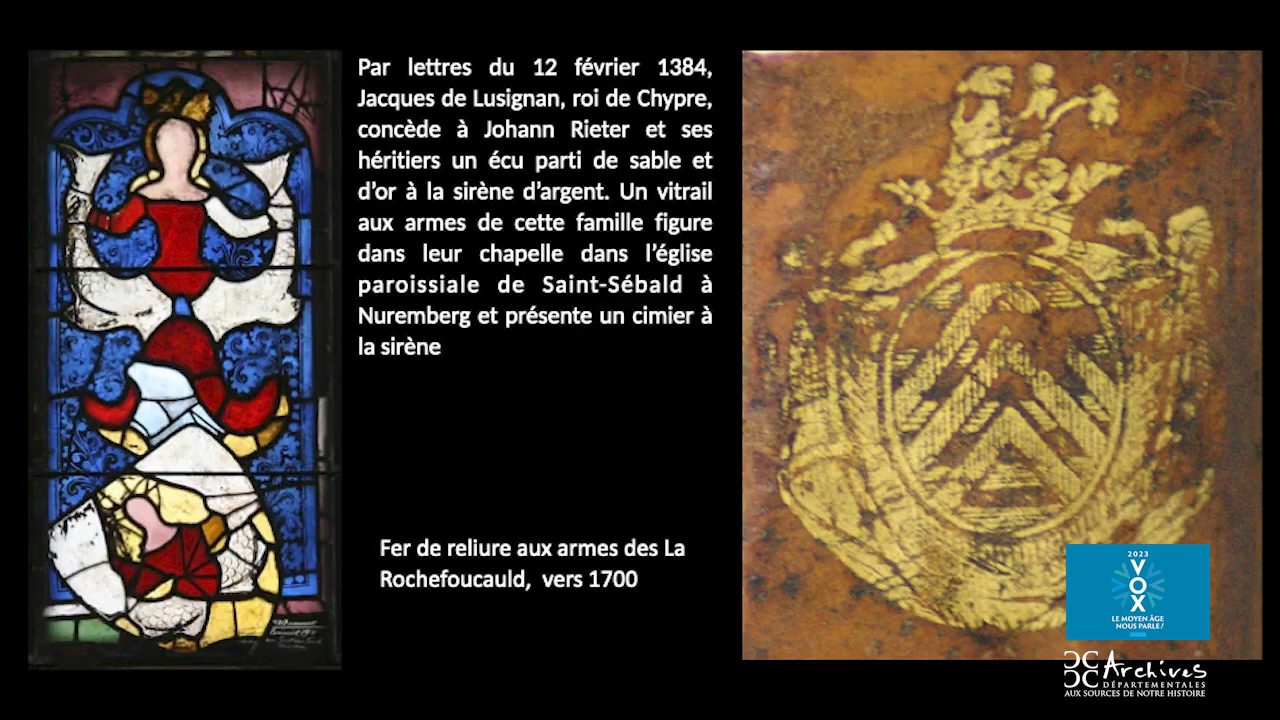 Par lettres du 12 février 1384,
Jacques de Lusignan, roi de Chypre,
concède à Johann Rieter et ses
héritiers un écu parti de sable et
d’or à la sirène d’argent. Un vitrail
aux armes de cette famille figure
dans leur chapelle dans l’église
paroissiale de Saint-Sébald à
Nuremberg et présente un cimier à
la sirène
Fer de reliure aux armes des La
Rochefoucauld, vers 1700
2023
VOX
LE MOYEN ÂGE
NOUS PARLE !
Archives
DÉPARTEMENTALES
AUX SOURCES DE NOTRE HISTOIRE